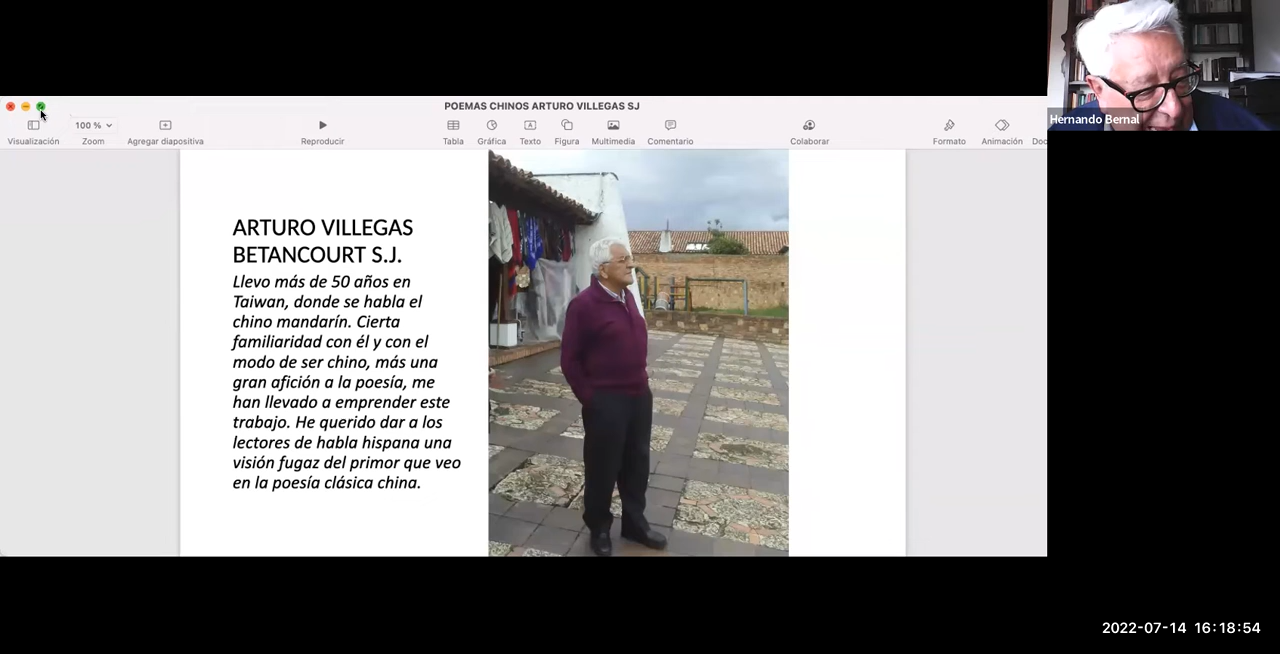 Hernando Bernal
POEMAS CHINOS ARTURO VILLEGAS SJ
100 %
Visualización
Zoom
Agregar diapositiva
Reproducir
Tabla
Gráfica
Texto
Figura
Multimedia
Comentario
Colaborar
Formato
Animación
Doc
ARTURO VILLEGAS
BETANCOURT S.J.
Llevo más de 50 años en
Taiwan, donde se habla el
chino mandarín. Cierta
familiaridad con él y con el
modo de ser chino, más una
gran afición a la poesía, me
han llevado a emprender este
trabajo. He querido dar a los
lectores de habla hispana una
visión fugaz del primor que veo
en la poesía clásica china.
2022-07-14 16:18:54